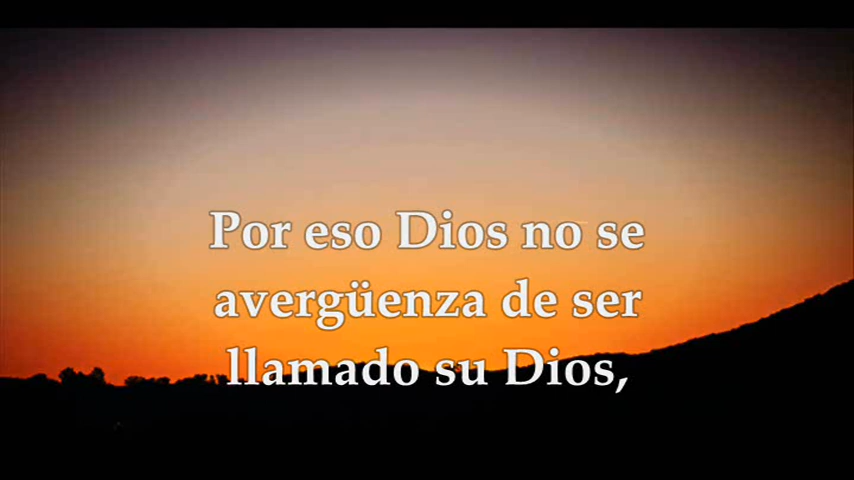 Por eso Dios no se
avergüenza de ser
llamado su Dios,